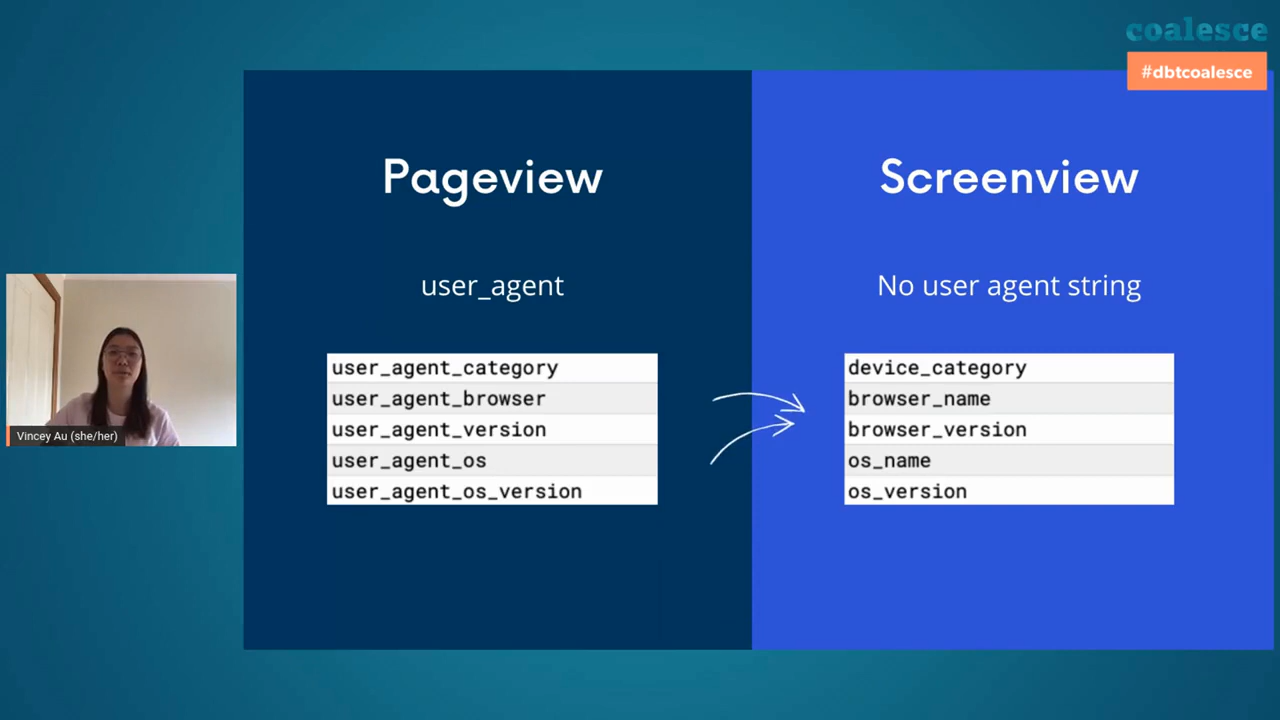 coalesce
#dbtcoalesce
Pageview
user_agent
user_agent_category
user_agent_browser
user_agent_version
user_agent_os
user_agent_os_version
Screenview
No user agent string
device_category
browser_name
browser_version
os_name
os_version
Vincey Au (she/her)